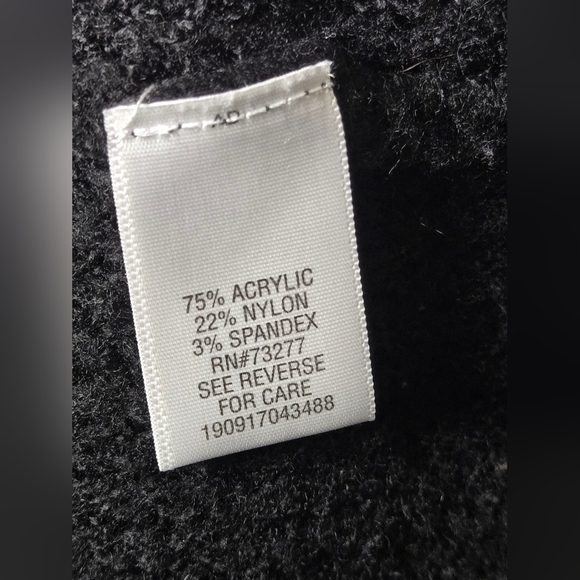 75% ACRYLIC
22% NYLON
3% SPANDEX
RN#73277
SEE REVERSE
FOR CARE
190917043488